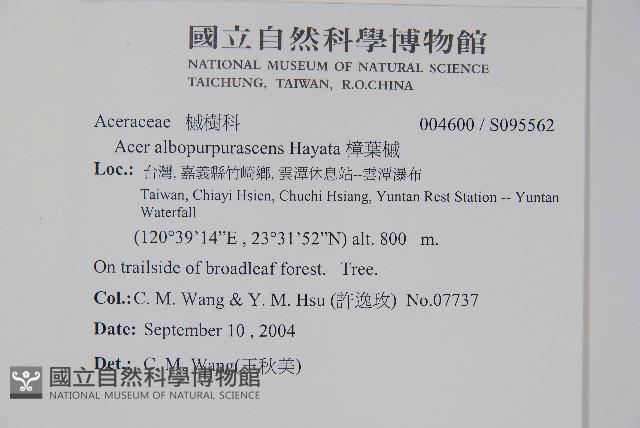 國立自然科學博物館
NATIONAL MUSEUM OF NATURAL SCIENCE
TAICHUNG, TAIWAN, R.O.CHINA
Aceraceae 槭樹科 004600 / S095562
Acer albopurpurascens Hayata 樟葉槭
Loc.: 台灣, 嘉義縣竹崎鄉, 雲潭休息站--雲潭瀑布
Taiwan, Chiayi Hsien, Chuchi Hsiang, Yuntan Rest Station -- Yuntan
Waterfall
(120°39’14”E , 23°31’52”N) alt. 800 m.
On trailside of broadleaf forest. Tree.
Col.: C. M. Wang & Y. M. Hsu (許逸玫) No.07737
Date: September 10 , 2004
Det.: C. M. Wang(王秋美)
國立自然科學博物館
NATIONAL MUSEUM OF NATURAL SCIENCE